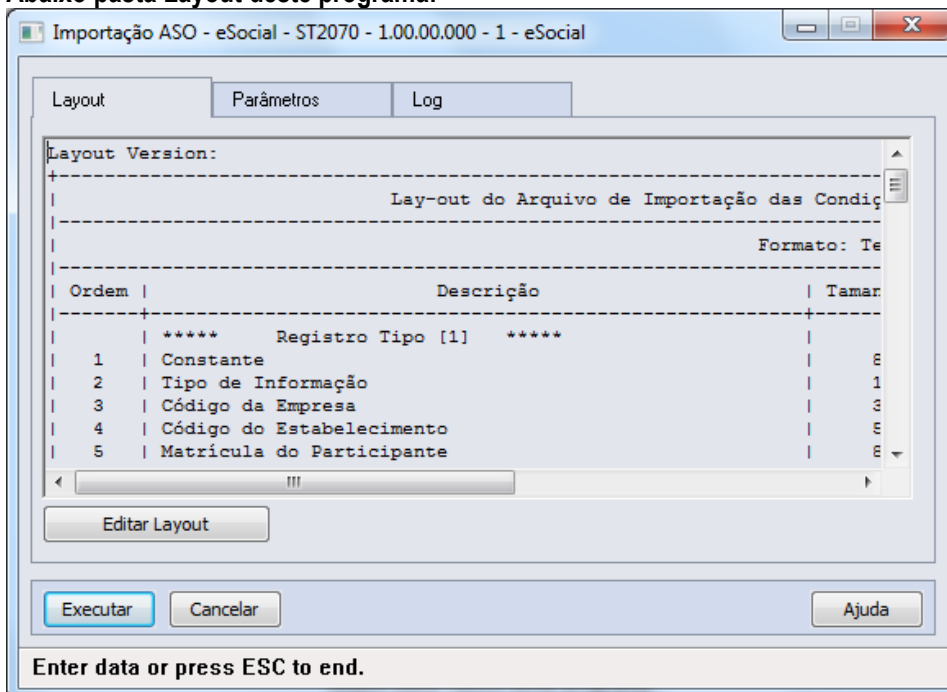 Abaixo pasta Layout deste programa:
Importação ASO - eSocial - ST2070 - 1.00.00.000 - 1 - eSocial
Layout Parâmetros Log
Layout Version:
Lay-out do Arquivo de Importação das Condiç
Formato: Te
Ordem | Descrição | Taman
***** Registro Tipo [1] *****
1 | Constante | 8
2 | Tipo de Informação | 1
3 | Código da Empresa | 3
4 | Código do Estabelecimento | 5
5 | Matrícula do Participante | 8
Editar Layout
Executar Cancelar Ajuda
Enter data or press ESC to end.